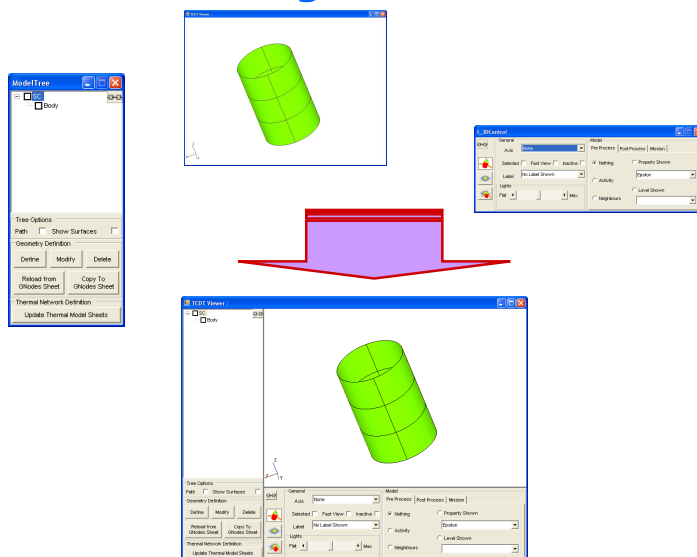 TCDT Viewer :
ModelTree
SC
Body
Tree Options
Path Show Surfaces
Geometry Definition
Define Modify Delete
Reload from GNodes Sheet
Copy To GNodes Sheet
Thermal Network Definition
Update Thermal Model Sheets
f_3DControl
General
Axis None
Selected Fast View Inactive
Label No Label Shown
Lights
Flat Max
Model
Pre Process Post Process Mission
Nothing Property Shown
Epsilon
Activity
Level Shown
Neighbours
TCDT Viewer :
SC
Body
Z
X Y
Tree Options
Path Show Surfaces
Geometry Definition
Define Modify Delete
Reload from GNodes Sheet
Copy To GNodes Sheet
Thermal Network Definition
Update Thermal Model Sheets
General
Axis None
Selected Fast View Inactive
Label No Label Shown
Lights
Flat Max
Model
Pre Process Post Process Mission
Nothing Property Shown
Epsilon
Activity
Level Shown
Neighbours